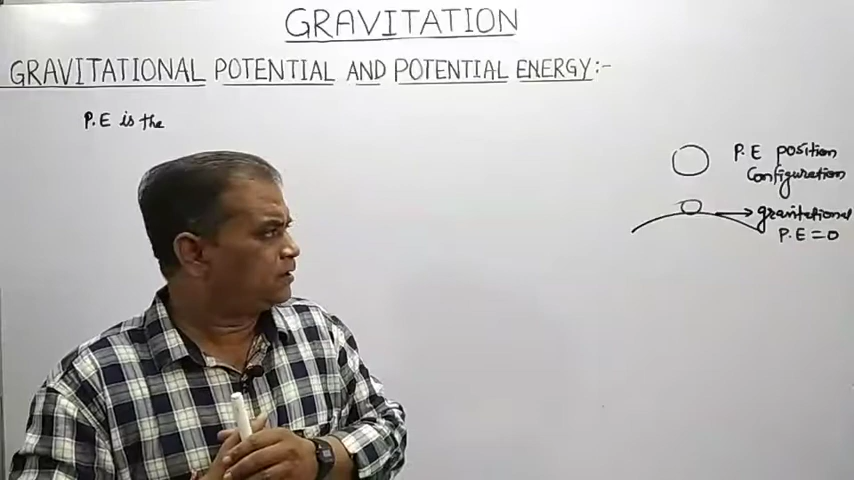 GRAVITATION
GRAVITATIONAL POTENTIAL AND POTENTIAL ENERGY:-
P.E is the
P.E position
Configuration
gravitational
P.E = 0